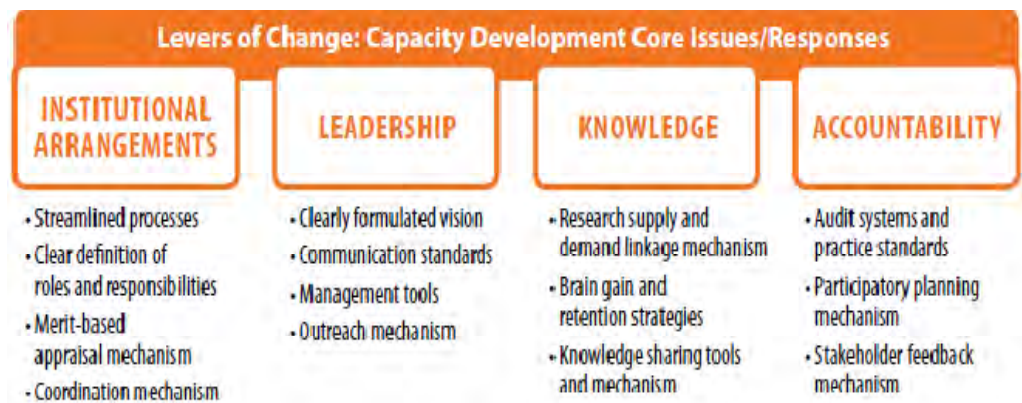 Levers of Change: Capacity Development Core Issues/Responses
INSTITUTIONAL
ARRANGEMENTS
• Streamlined processes
• Clear definition of
roles and responsibilities
• Merit-based
appraisal mechanism
• Coordination mechanism
LEADERSHIP
• Clearly formulated vision
• Communication standards
• Management tools
• Outreach mechanism
KNOWLEDGE
• Research supply and
demand linkage mechanism
• Brain gain and
retention strategies
• Knowledge sharing tools
and mechanism
ACCOUNTABILITY
• Audit systems and
practice standards
• Participatory planning
mechanism
• Stakeholder feedback
mechanism